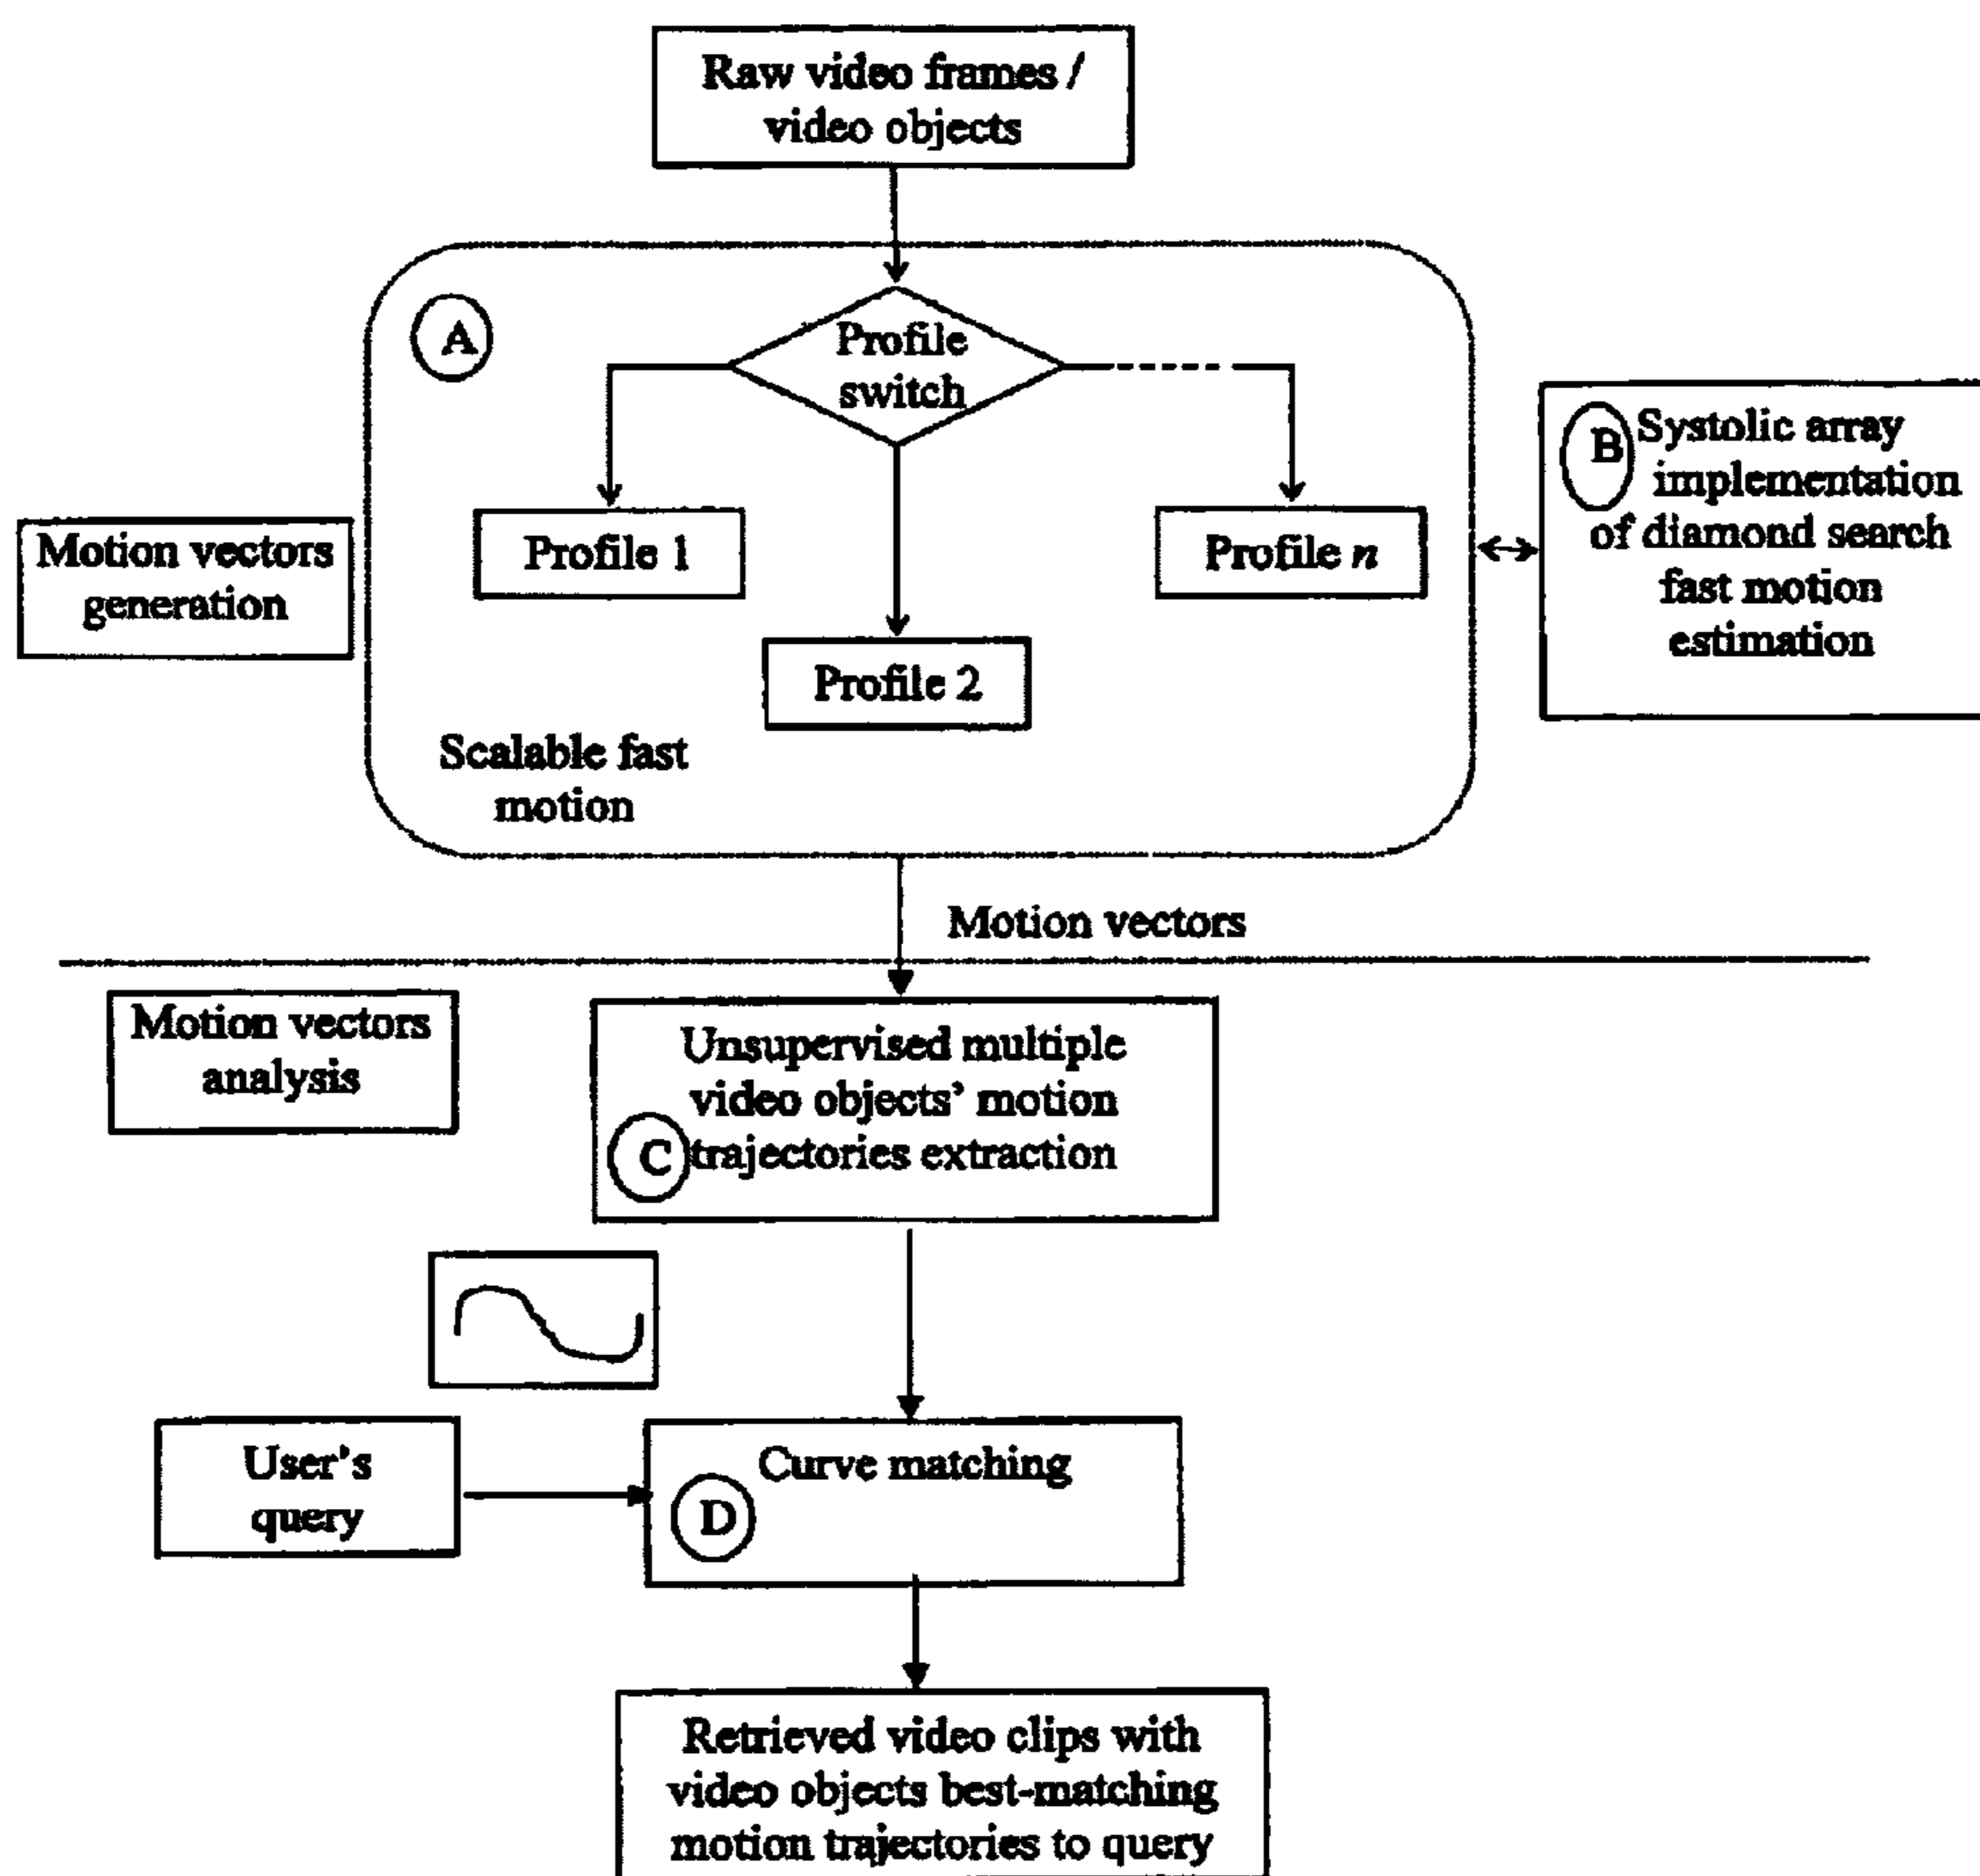 Raw video frames /
video objects
A
Profile
switch
B
Systolic array
implementation
of diamond search
fast motion
estimation
Motion vectors
generation
Profile 1
Profile n
Profile 2
Scalable fast
motion
Motion vectors
Motion vectors
analysis
Unsupervised multiple
video objects' motion
trajectories extraction
C
User's
query
Curve matching
D
Retrieved video clips with
video objects best-matching
motion trajectories to query